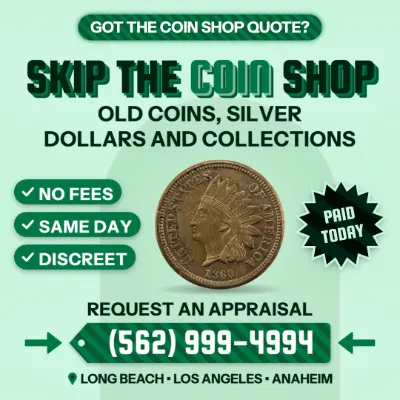 GOT THE COIN SHOP QUOTE?
SKIP THE COIN SHOP
OLD COINS, SILVER
DOLLARS AND COLLECTIONS
✓ NO FEES
✓ SAME DAY
✓ DISCREET
UNITED STATES OF AMERICA
1860
PAID
TODAY
REQUEST AN APPRAISAL
(562) 999-4994
LONG BEACH • LOS ANGELES • ANAHEIM